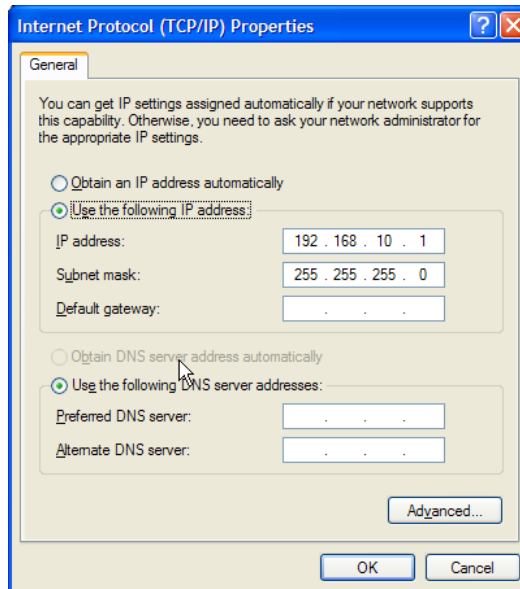 Internet Protocol (TCP/IP) Properties
General
You can get IP settings assigned automatically if your network supports
this capability. Otherwise, you need to ask your network administrator for
the appropriate IP settings.
Obtain an IP address automatically
Use the following IP address:
IP address: 192 . 168 . 10 . 1
Subnet mask: 255 . 255 . 255 . 0
Default gateway: . . .
Obtain DNS server address automatically
Use the following DNS server addresses:
Preferred DNS server: . . .
Alternate DNS server: . . .
Advanced...
OK Cancel